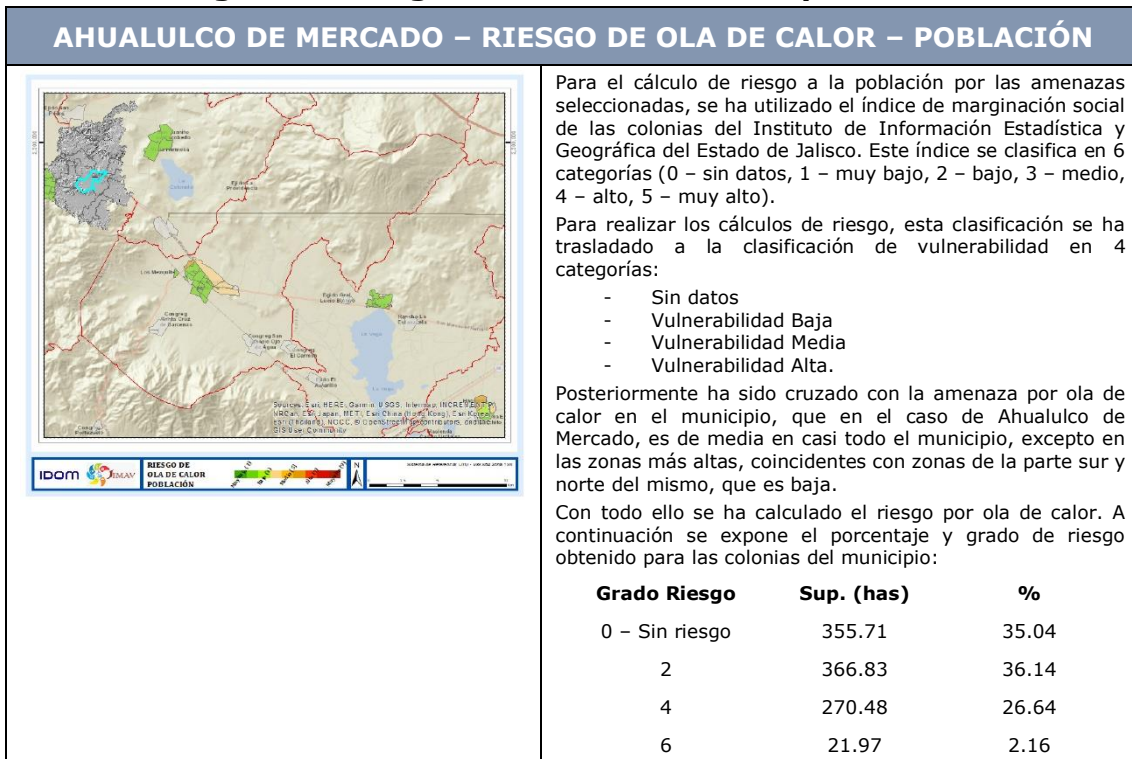 AHUALULCO DE MERCADO – RIESGO DE OLA DE CALOR – POBLACIÓN
Los Mezquites
La Vega
IDOM
RIESGO DE
OLA DE CALOR
POBLACIÓN
N
Para el cálculo de riesgo a la población por las amenazas
seleccionadas, se ha utilizado el índice de marginación social
de las colonias del Instituto de Información Estadística y
Geográfica del Estado de Jalisco. Este índice se clasifica en 6
categorías (0 – sin datos, 1 – muy bajo, 2 – bajo, 3 – medio,
4 – alto, 5 – muy alto).
Para realizar los cálculos de riesgo, esta clasificación se ha
trasladado a la clasificación de vulnerabilidad en 4
categorías:
- Sin datos
- Vulnerabilidad Baja
- Vulnerabilidad Media
- Vulnerabilidad Alta.
Posteriormente ha sido cruzado con la amenaza por ola de
calor en el municipio, que en el caso de Ahualulco de
Mercado, es de media en casi todo el municipio, excepto en
las zonas más altas, coincidentes con zonas de la parte sur y
norte del mismo, que es baja.
Con todo ello se ha calculado el riesgo por ola de calor. A
continuación se expone el porcentaje y grado de riesgo
obtenido para las colonias del municipio:
Grado Riesgo Sup. (has) %
0 – Sin riesgo 355.71 35.04
2 366.83 36.14
4 270.48 26.64
6 21.97 2.16